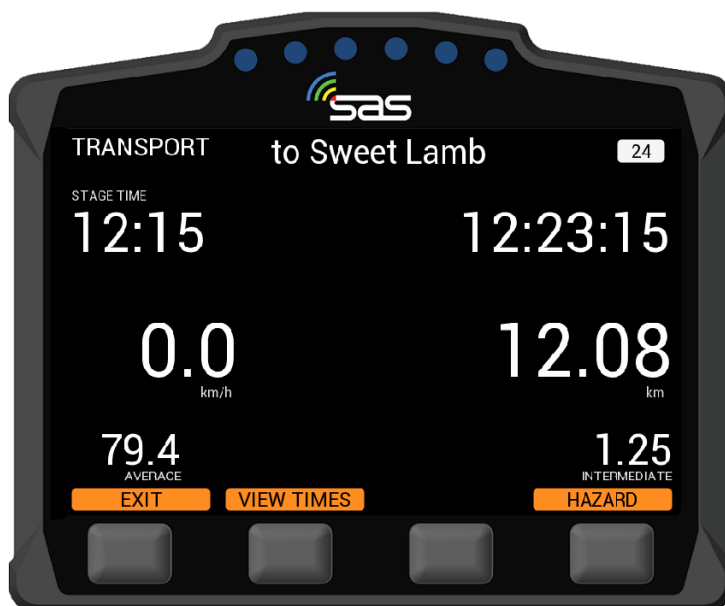 sas
TRANSPORT to Sweet Lamb 24
STAGE TIME
12:15 12:23:15
0.0 12.08
km/h km
79.4 1.25
AVERAGE INTERMEDIATE
EXIT VIEW TIMES HAZARD